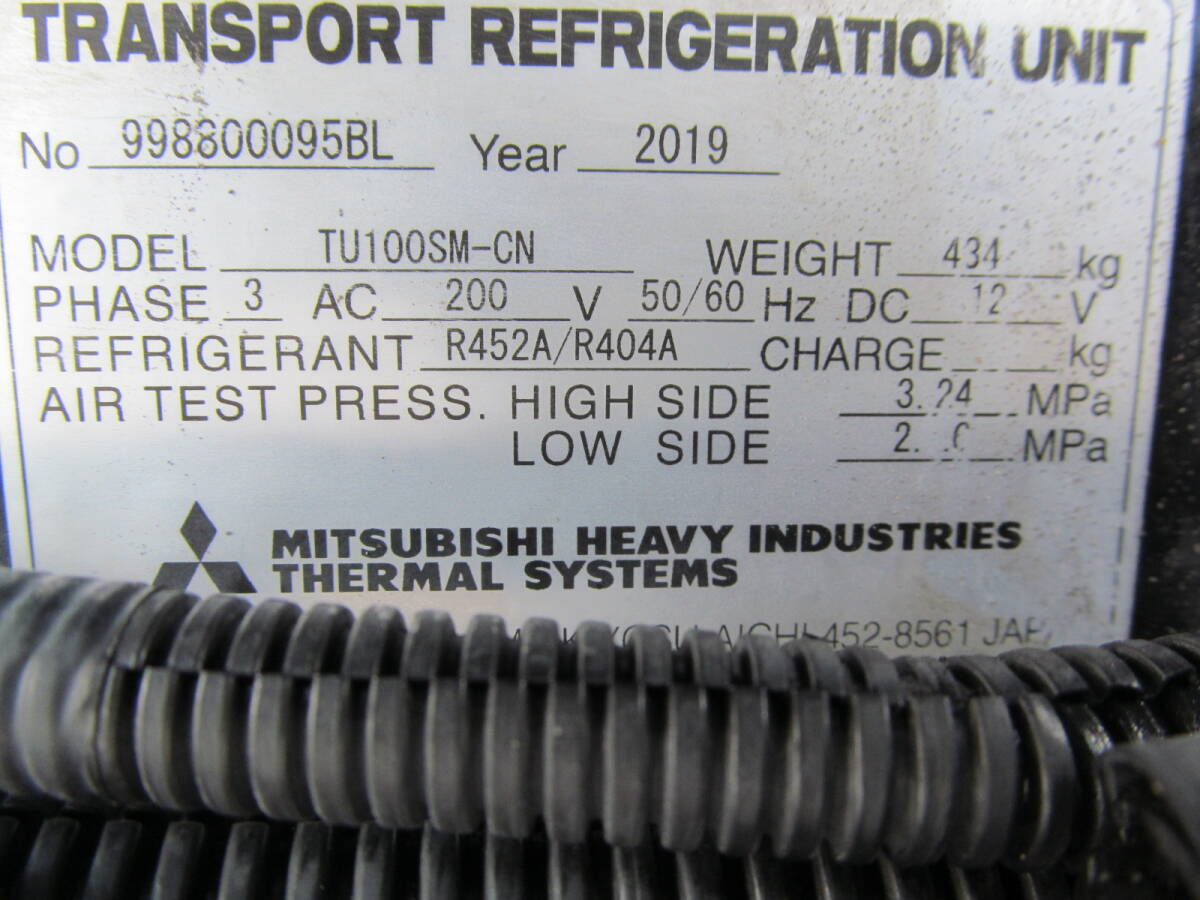 TRANSPORT REFRIGERATION UNIT
No 998800095BL Year 2019
MODEL TU100SM-CN WEIGHT 434 kg
PHASE 3 AC 200 V 50/60 Hz DC 12 V
REFRIGERANT R452A/R404A CHARGE kg
AIR TEST PRESS. HIGH SIDE 3.24 MPa
LOW SIDE MPa
MITSUBISHI HEAVY INDUSTRIES
THERMAL SYSTEMS
452-8561